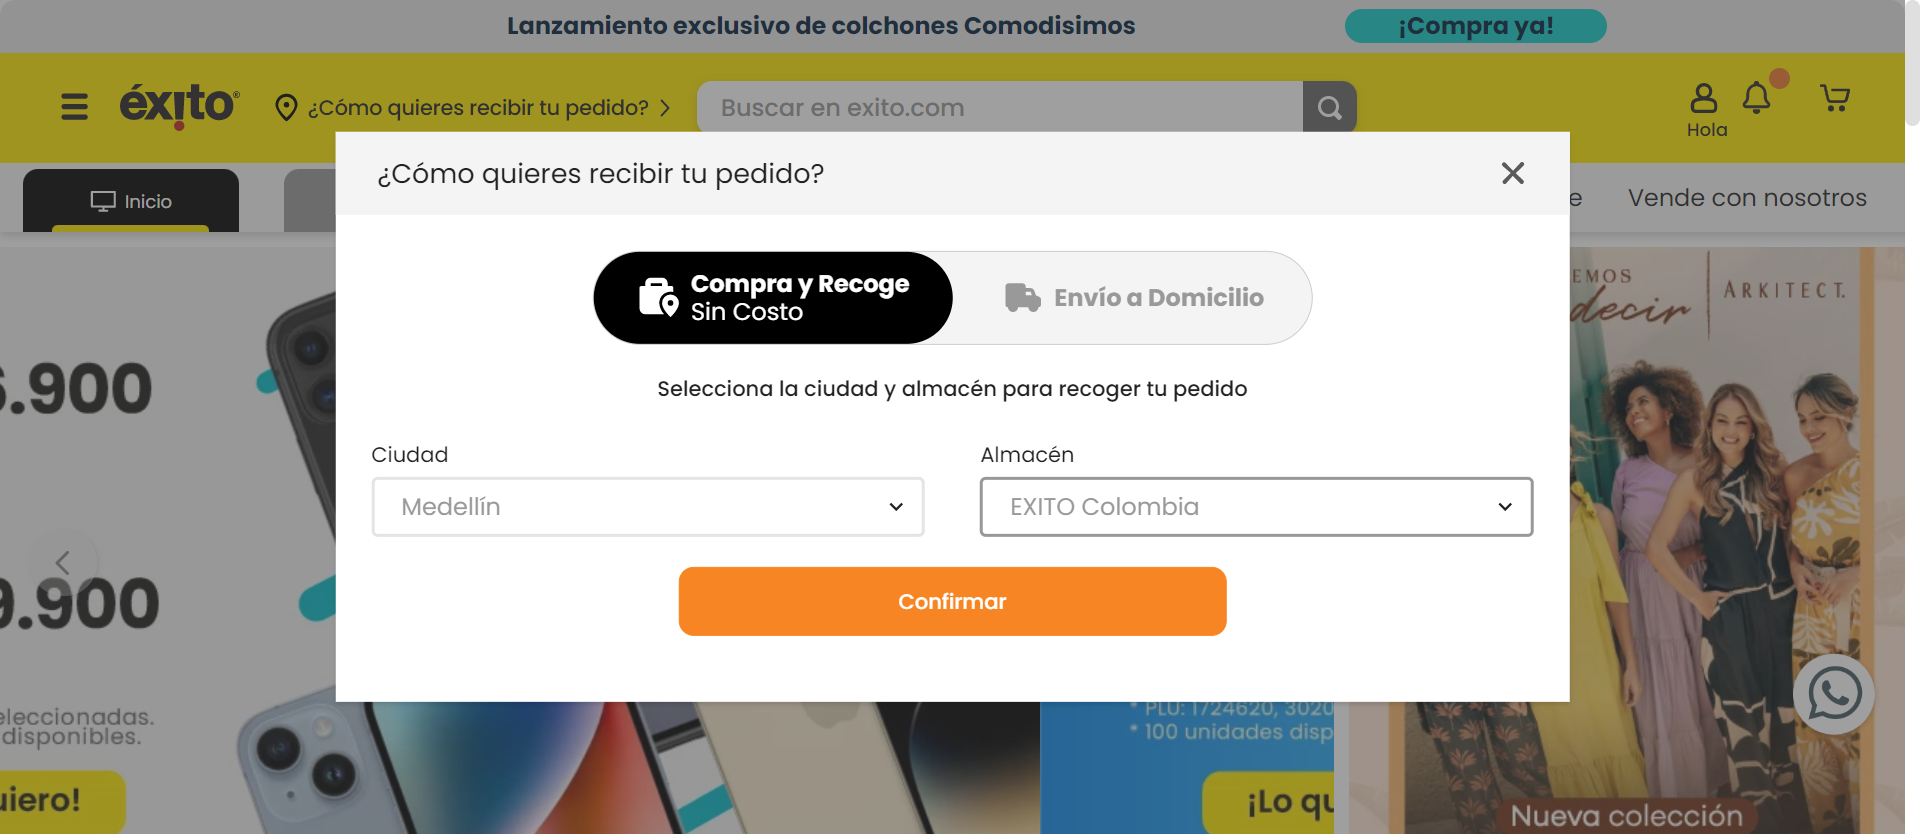 Lanzamiento exclusivo de colchones Comodisimos
¡Compra ya!
éxito
¿Cómo quieres recibir tu pedido?
Buscar en exito.com
Hola
Inicio
Vende con nosotros
¿Cómo quieres recibir tu pedido?
Compra y Recoge
Sin Costo
Envío a Domicilio
Selecciona la ciudad y almacén para recoger tu pedido
Ciudad
Almacén
Medellín
EXITO Colombia
Confirmar
.900
9.900
eleccionadas.
disponibles.
uiero!
* PLU: 1724620, 3020
* 100 unidades disp
¡Lo qu
EMOS
decir
ARKITECT.
Nueva colección